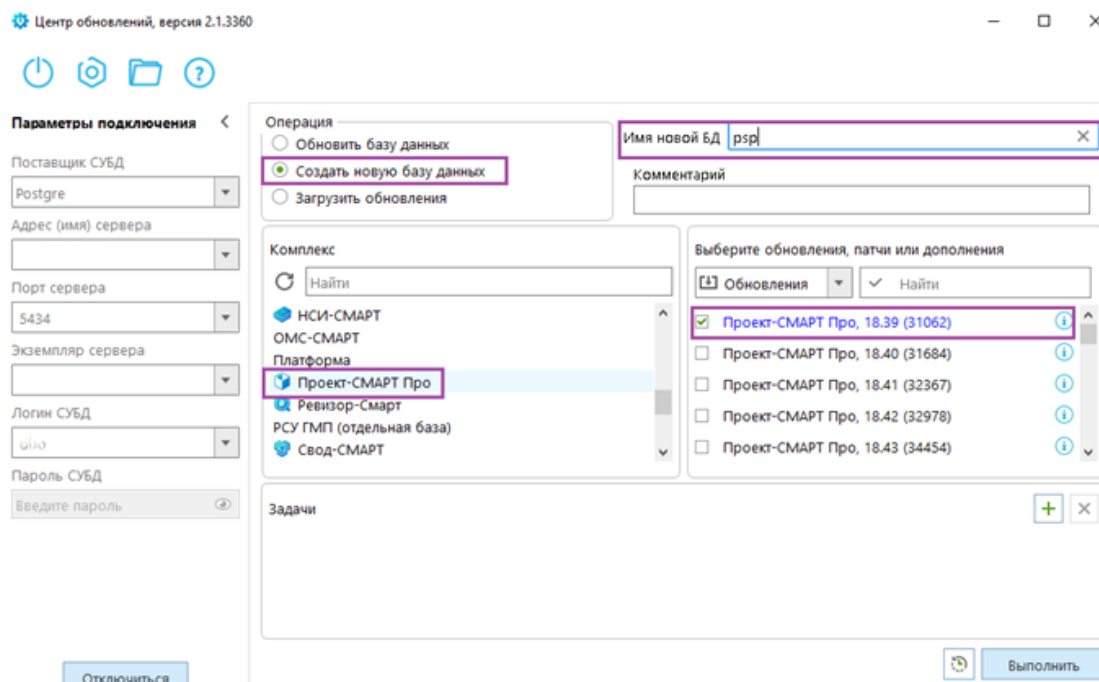 Центр обновлений, версия 2.1.3360
Параметры подключения
Поставщик СУБД
Postgre
Адрес (имя) сервера
Порт сервера
5434
Экземпляр сервера
Логин СУБД
Пароль СУБД
Введите пароль
Отключиться
Операция
Обновить базу данных
Создать новую базу данных
Загрузить обновления
Имя новой БД psp
Комментарий
Комплекс
Найти
НСИ-СМАРТ
ОМС-СМАРТ
Платформа
Проект-СМАРТ Про
Ревизор-Смарт
РСУ ГМП (отдельная база)
Свод-СМАРТ
Выберите обновления, патчи или дополнения
Обновления Найти
Проект-СМАРТ Про, 18.39 (31062)
Проект-СМАРТ Про, 18.40 (31684)
Проект-СМАРТ Про, 18.41 (32367)
Проект-СМАРТ Про, 18.42 (32978)
Проект-СМАРТ Про, 18.43 (34454)
Задачи
Выполнить